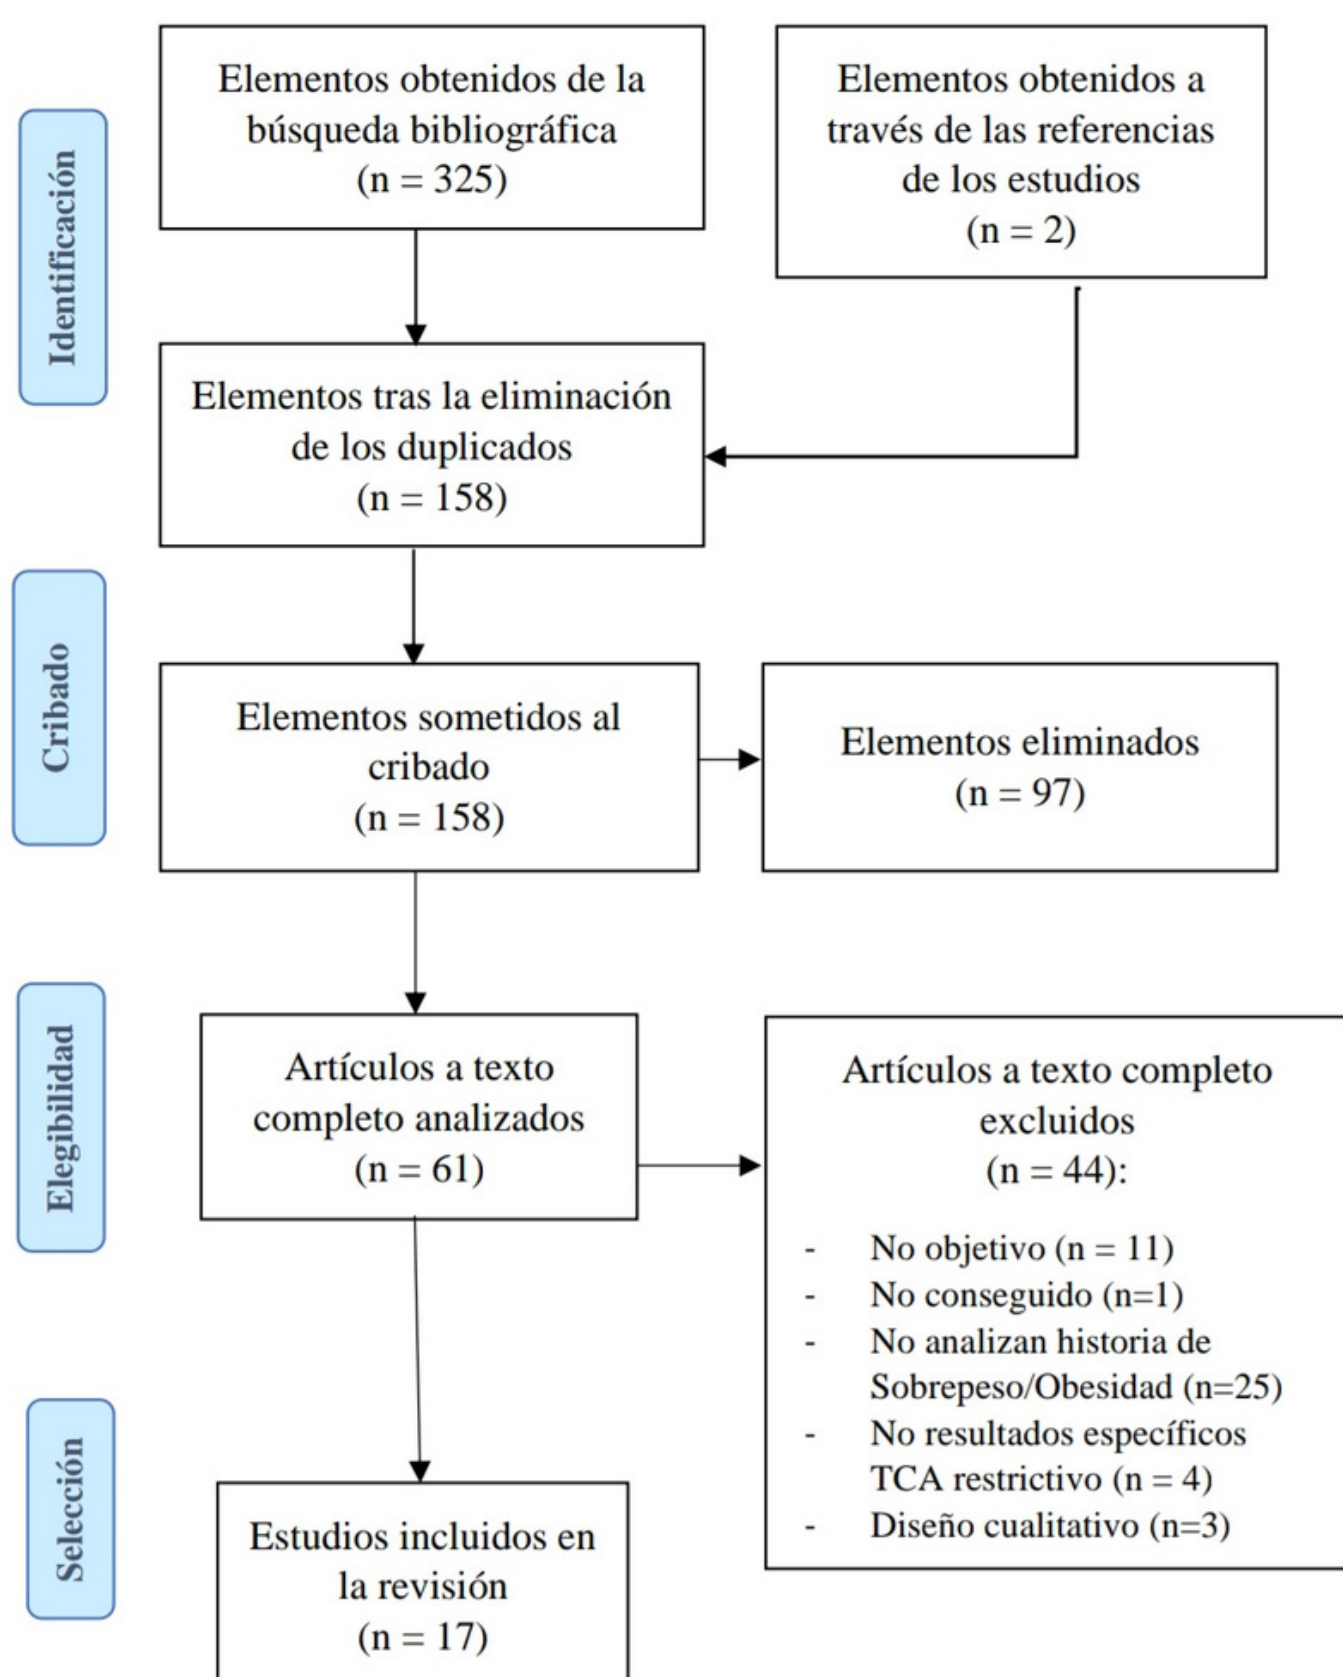 Identificación
Elementos obtenidos de la
búsqueda bibliográfica
(n = 325)
Elementos obtenidos a
través de las referencias
de los estudios
(n = 2)
Elementos tras la eliminación
de los duplicados
(n = 158)
Cribado
Elementos sometidos al
cribado
(n = 158)
Elementos eliminados
(n = 97)
Elegibilidad
Artículos a texto
completo analizados
(n = 61)
Artículos a texto completo
excluidos
(n = 44):
- No objetivo (n = 11)
- No conseguido (n=1)
- No analizan historia de
Sobrepeso/Obesidad (n=25)
- No resultados específicos
TCA restrictivo (n = 4)
- Diseño cualitativo (n=3)
Selección
Estudios incluidos en
la revisión
(n = 17)